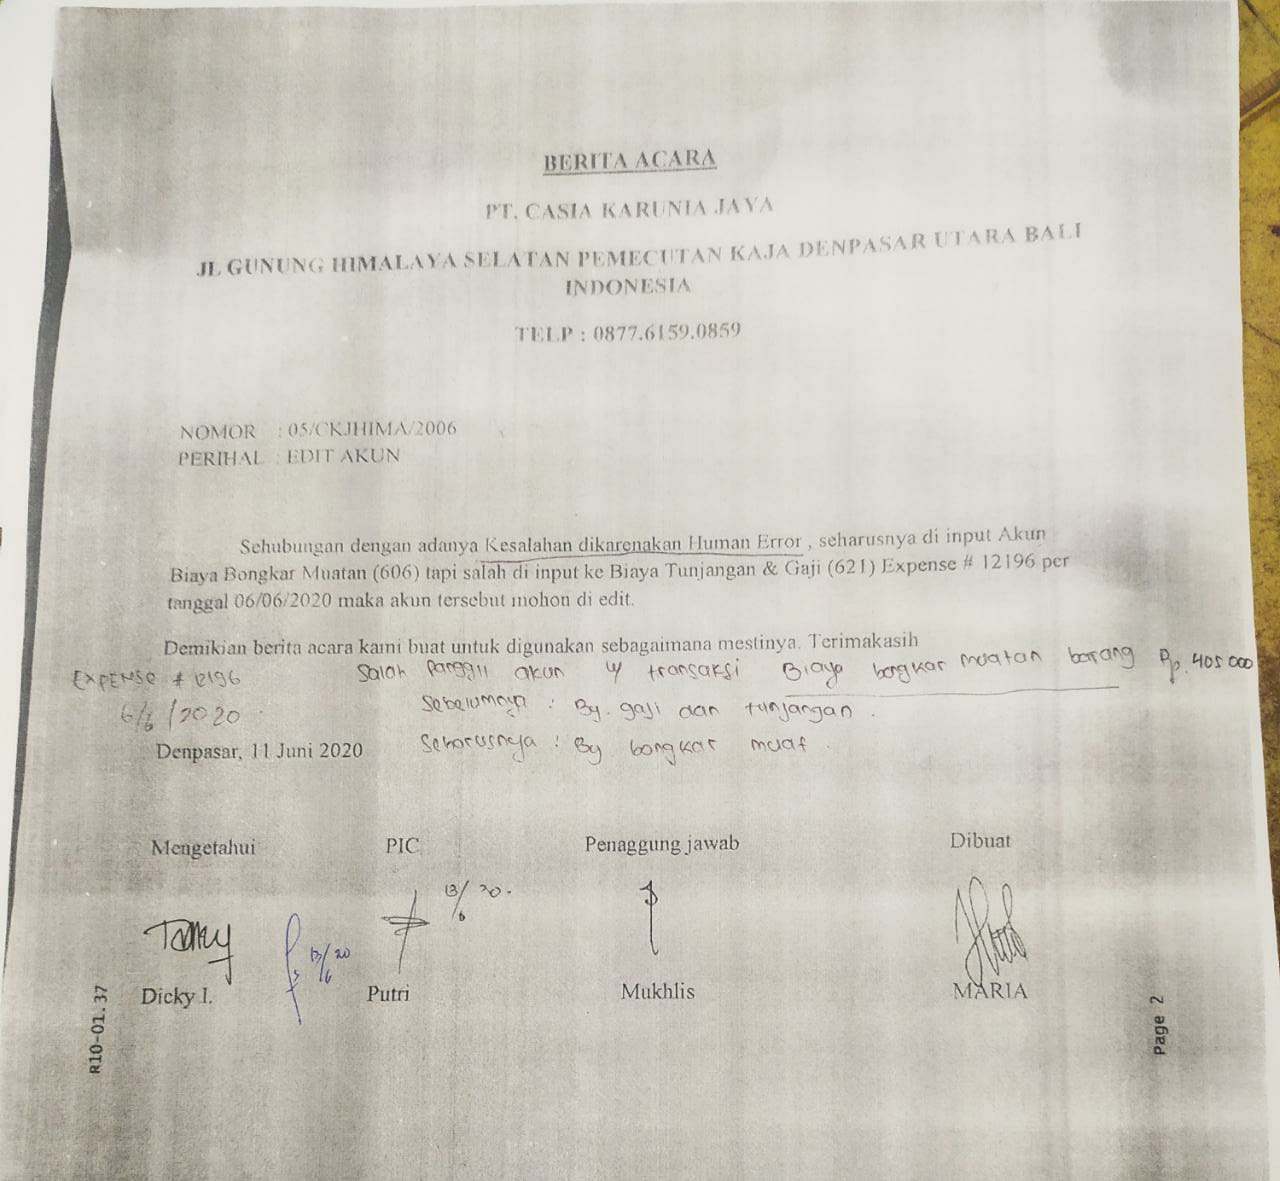 BERITA ACARA
PT. CASIA KARUNIA JAYA
JL GUNUNG HIMALAYA SELATAN PEMECUTAN KAJA DENPASAR UTARA BALI
INDONESIA
TELP : 0877.6159.0859
NOMOR : 05/CKJHIMA/2006
PERIHAL : EDIT AKUN
Sehubungan dengan adanya Kesalahan dikarenakan Human Error , seharusnya di input Akun
Biaya Bongkar Muatan (606) tapi salah di input ke Biaya Tunjangan & Gaji (621) Expense # 12196 per
tanggal 06/06/2020 maka akun tersebut mohon di edit.
Demikian berita acara kami buat untuk digunakan sebagaimana mestinya. Terimakasih
EXPENSE # 12196 Salah Panggil akun u/ transaksi Biaya bongkar muatan barang Rp. 405 000
6/6/2020 Sebelumnya : By. gaji dan tunjangan .
Denpasar, 11 Juni 2020 Seharusnya : By bongkar muat .
Mengetahui PIC Penaggung jawab Dibuat
13/6 20 -
13/6 20
Dicky I. Putri Mukhlis MARIA
R10-01.37
Page 2